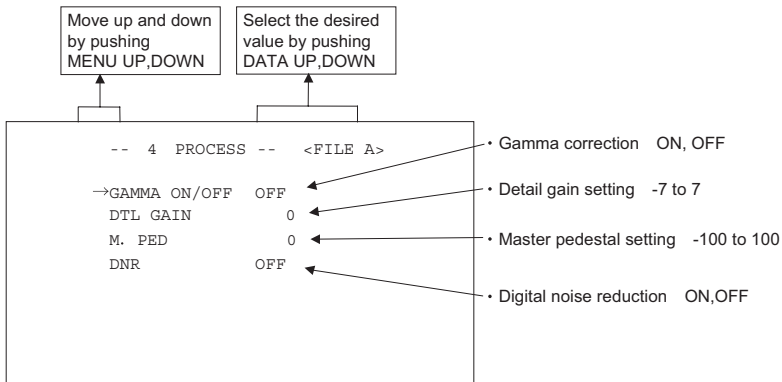 Move up and down
by pushing
MENU UP,DOWN
Select the desired
value by pushing
DATA UP,DOWN
-- 4 PROCESS -- <FILE A>
→GAMMA ON/OFF OFF
DTL GAIN 0
M. PED 0
DNR OFF
・Gamma correction ON, OFF
・Detail gain setting -7 to 7
・Master pedestal setting -100 to 100
・Digital noise reduction ON,OFF